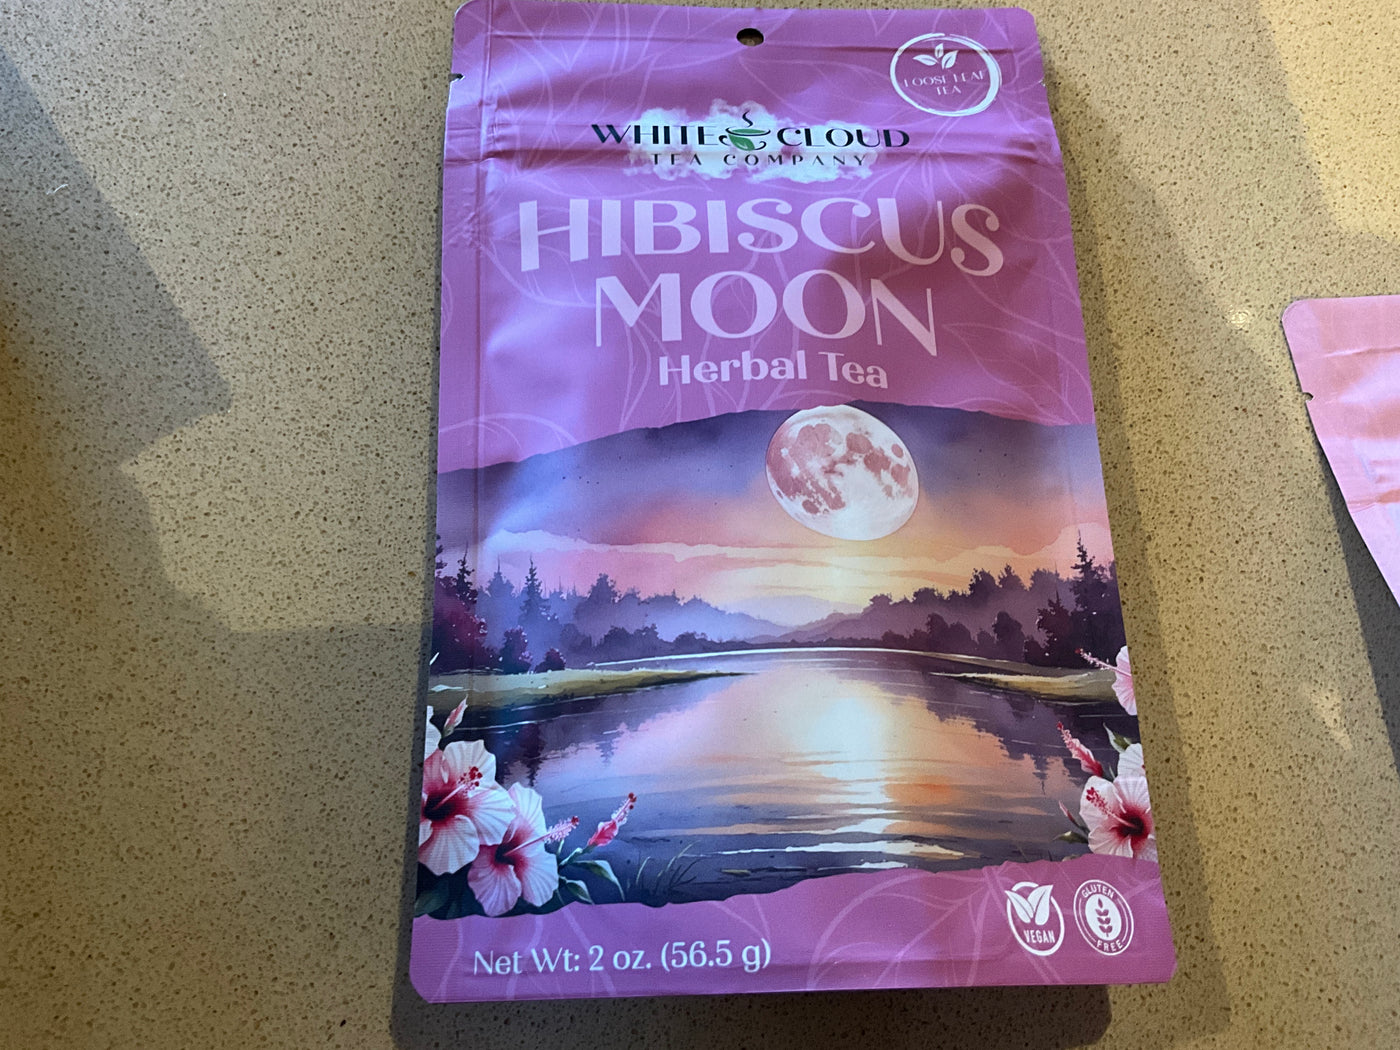 LOOSE LEAF
TEA
WHITE CLOUD
TEA COMPANY
HIBISCUS
MOON
Herbal Tea
Net Wt: 2 oz. (56.5 g)
VEGAN
GLUTEN
FREE